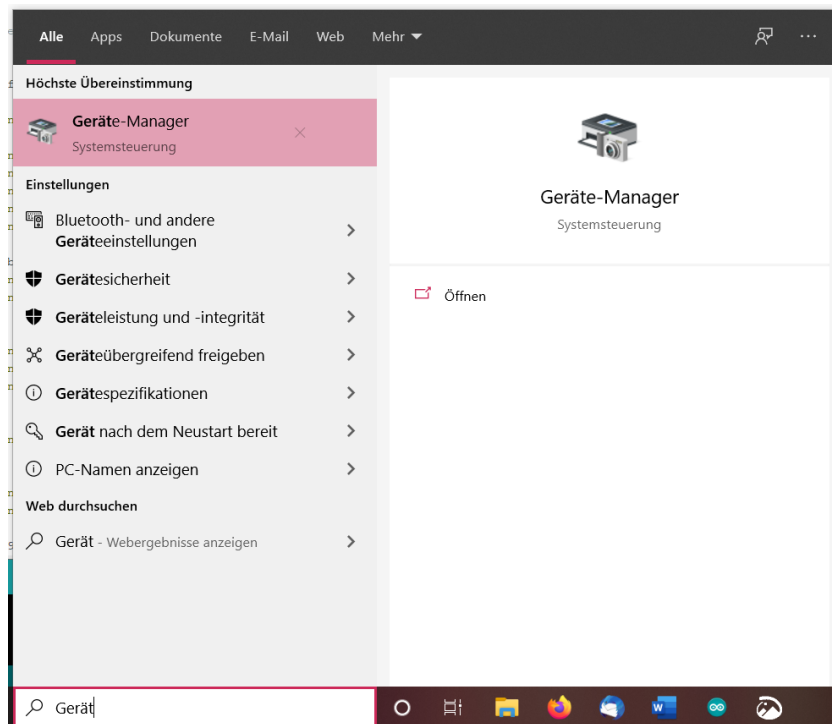 Alle Apps Dokumente E-Mail Web Mehr
Höchste Übereinstimmung
Geräte-Manager
Systemsteuerung
Einstellungen
Bluetooth- und andere
Geräteeinstellungen
Gerätesicherheit
Geräteleistung und -integrität
Geräteübergreifend freigeben
Gerätespezifikationen
Gerät nach dem Neustart bereit
PC-Namen anzeigen
Web durchsuchen
Gerät - Webergebnisse anzeigen
Geräte-Manager
Systemsteuerung
Öffnen
Gerät